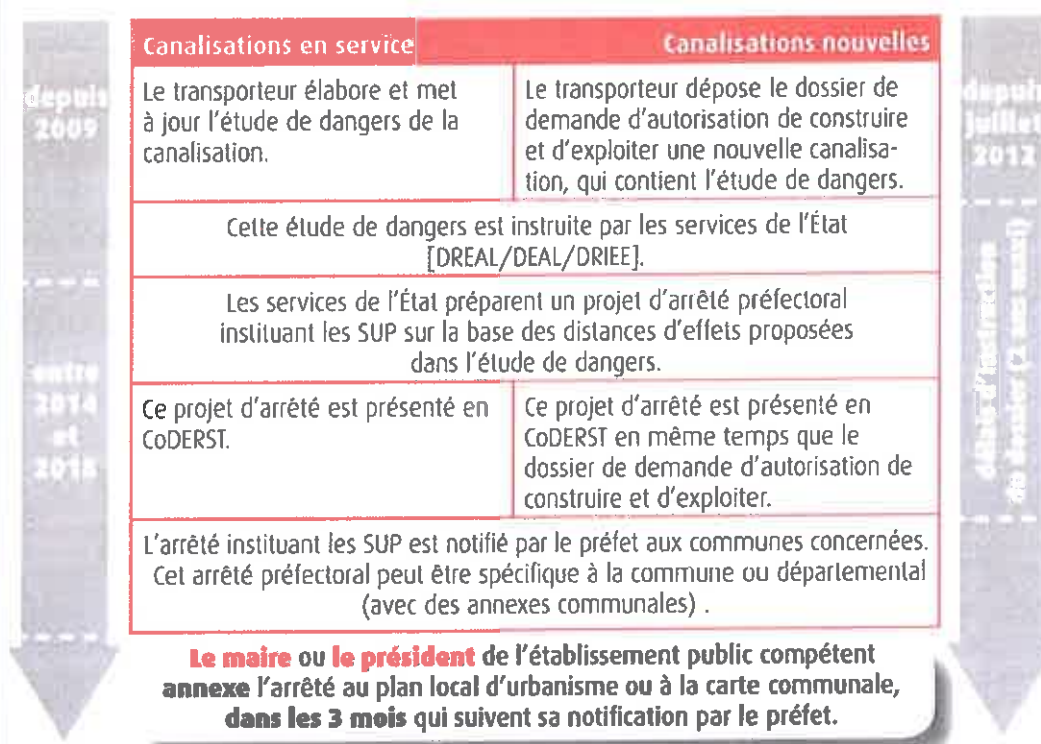 Canalisations en service
Canalisations nouvelles
depuis
2009
Le transporteur élabore et met
à jour l'étude de dangers de la
canalisation.
Le transporteur dépose le dossier de
demande d'autorisation de construire
et d'exploiter une nouvelle canalisa-
tion, qui contient l'étude de dangers.
depuis
juillet
2012
Cette étude de dangers est instruite par les services de l'État
[DREAL/DEAL/DRIEE].
Les services de l'État préparent un projet d'arrêté préfectoral
instituant les SUP sur la base des distances d'effets proposées
dans l'étude de dangers.
entre
2014
et
2018
Ce projet d'arrêté est présenté en
CoDERST.
Ce projet d'arrêté est présenté en
CoDERST en même temps que le
dossier de demande d'autorisation de
construire et d'exploiter.
délais d'instruction
du dossier (2 ans maxi)
L'arrêté instituant les SUP est notifié par le préfet aux communes concernées.
Cet arrêté préfectoral peut être spécifique à la commune ou départemental
(avec des annexes communales) .
Le maire ou le président de l'établissement public compétent
annexe l'arrêté au plan local d'urbanisme ou à la carte communale,
dans les 3 mois qui suivent sa notification par le préfet.